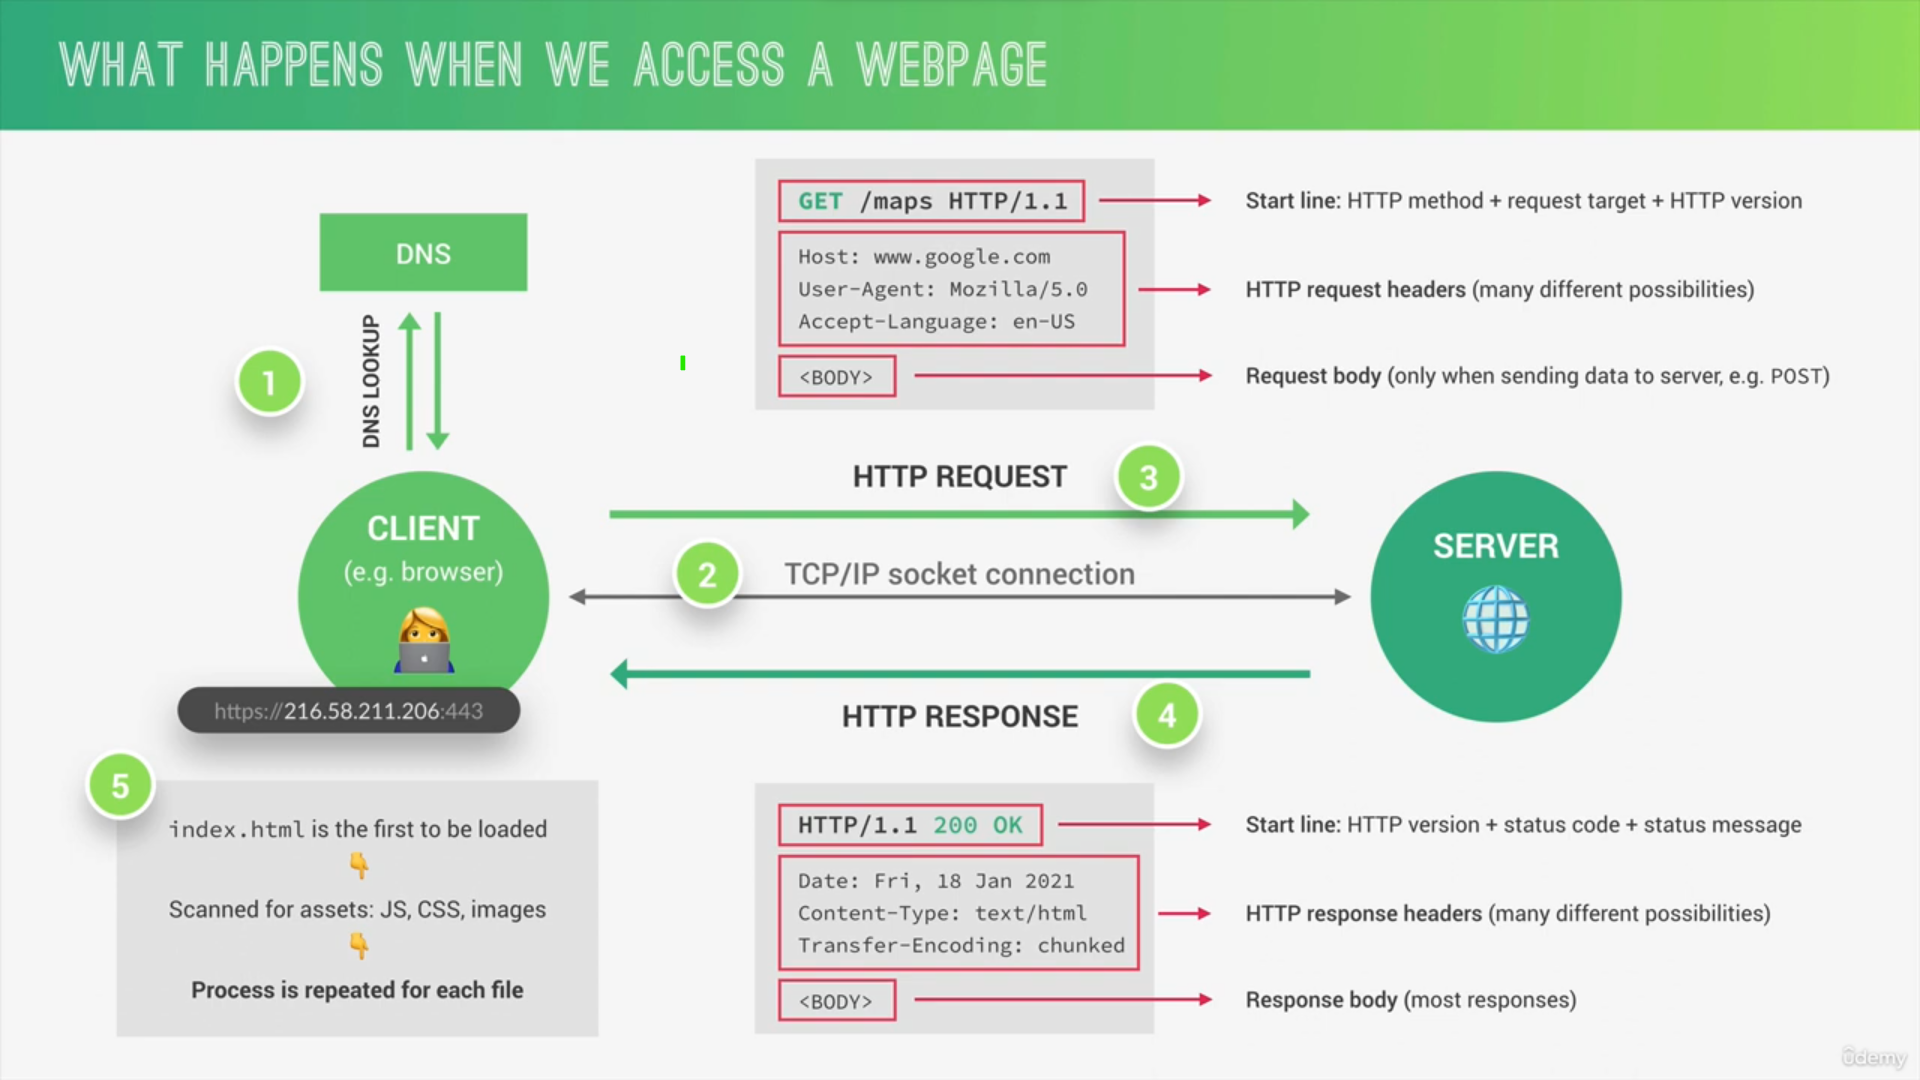 WHAT HAPPENS WHEN WE ACCESS A WEBPAGE
DNS
DNS LOOKUP
1
GET /maps HTTP/1.1
Start line: HTTP method + request target + HTTP version
Host: www.google.com
User-Agent: Mozilla/5.0
Accept-Language: en-US
HTTP request headers (many different possibilities)
<BODY>
Request body (only when sending data to server, e.g. POST)
HTTP REQUEST
3
CLIENT
(e.g. browser)
2
TCP/IP socket connection
SERVER
https://216.58.211.206:443
HTTP RESPONSE
4
5
index.html is the first to be loaded
Scanned for assets: JS, CSS, images
Process is repeated for each file
HTTP/1.1 200 OK
Start line: HTTP version + status code + status message
Date: Fri, 18 Jan 2021
Content-Type: text/html
Transfer-Encoding: chunked
HTTP response headers (many different possibilities)
<BODY>
Response body (most responses)
ûdemy